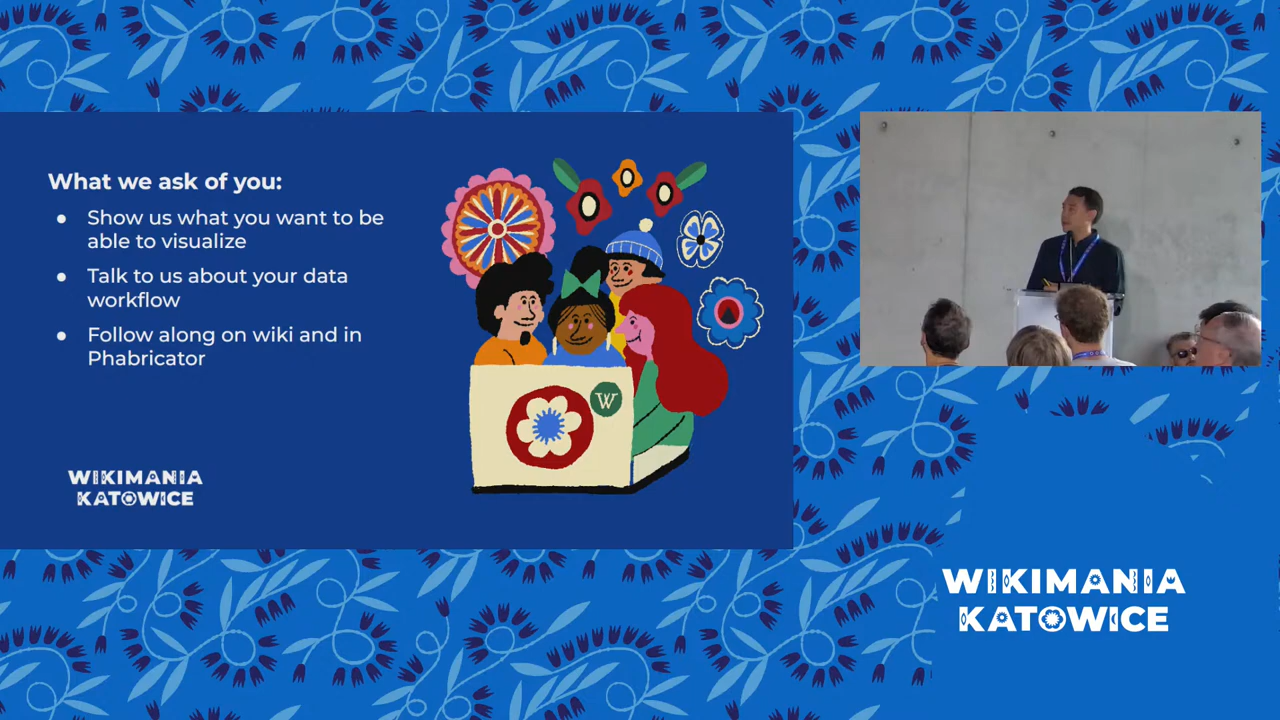 What we ask of you:
● Show us what you want to be
able to visualize
● Talk to us about your data
workflow
● Follow along on wiki and in
Phabricator
W
WIKIMANIA
KATOWICE
WIKIMANIA
KATOWICE